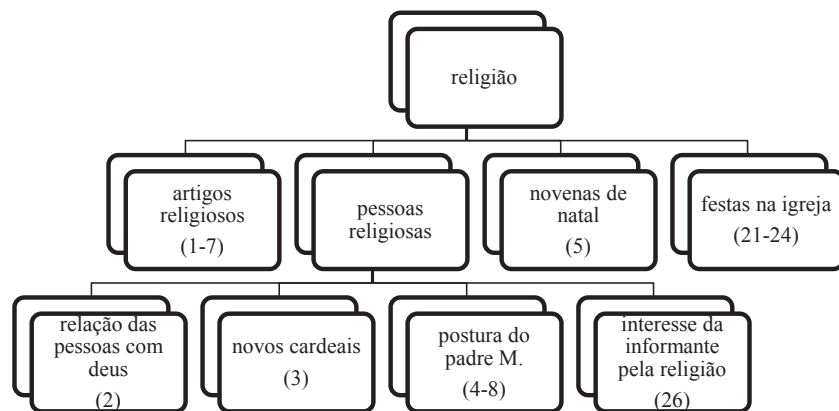 religião
artigos
religiosos
(1-7)
pessoas
religiosas
novenas de
natal
(5)
festas na igreja
(21-24)
relação das
pessoas com
deus
(2)
novos cardeais
(3)
postura do
padre M.
(4-8)
interesse da
informante
pela religião
(26)